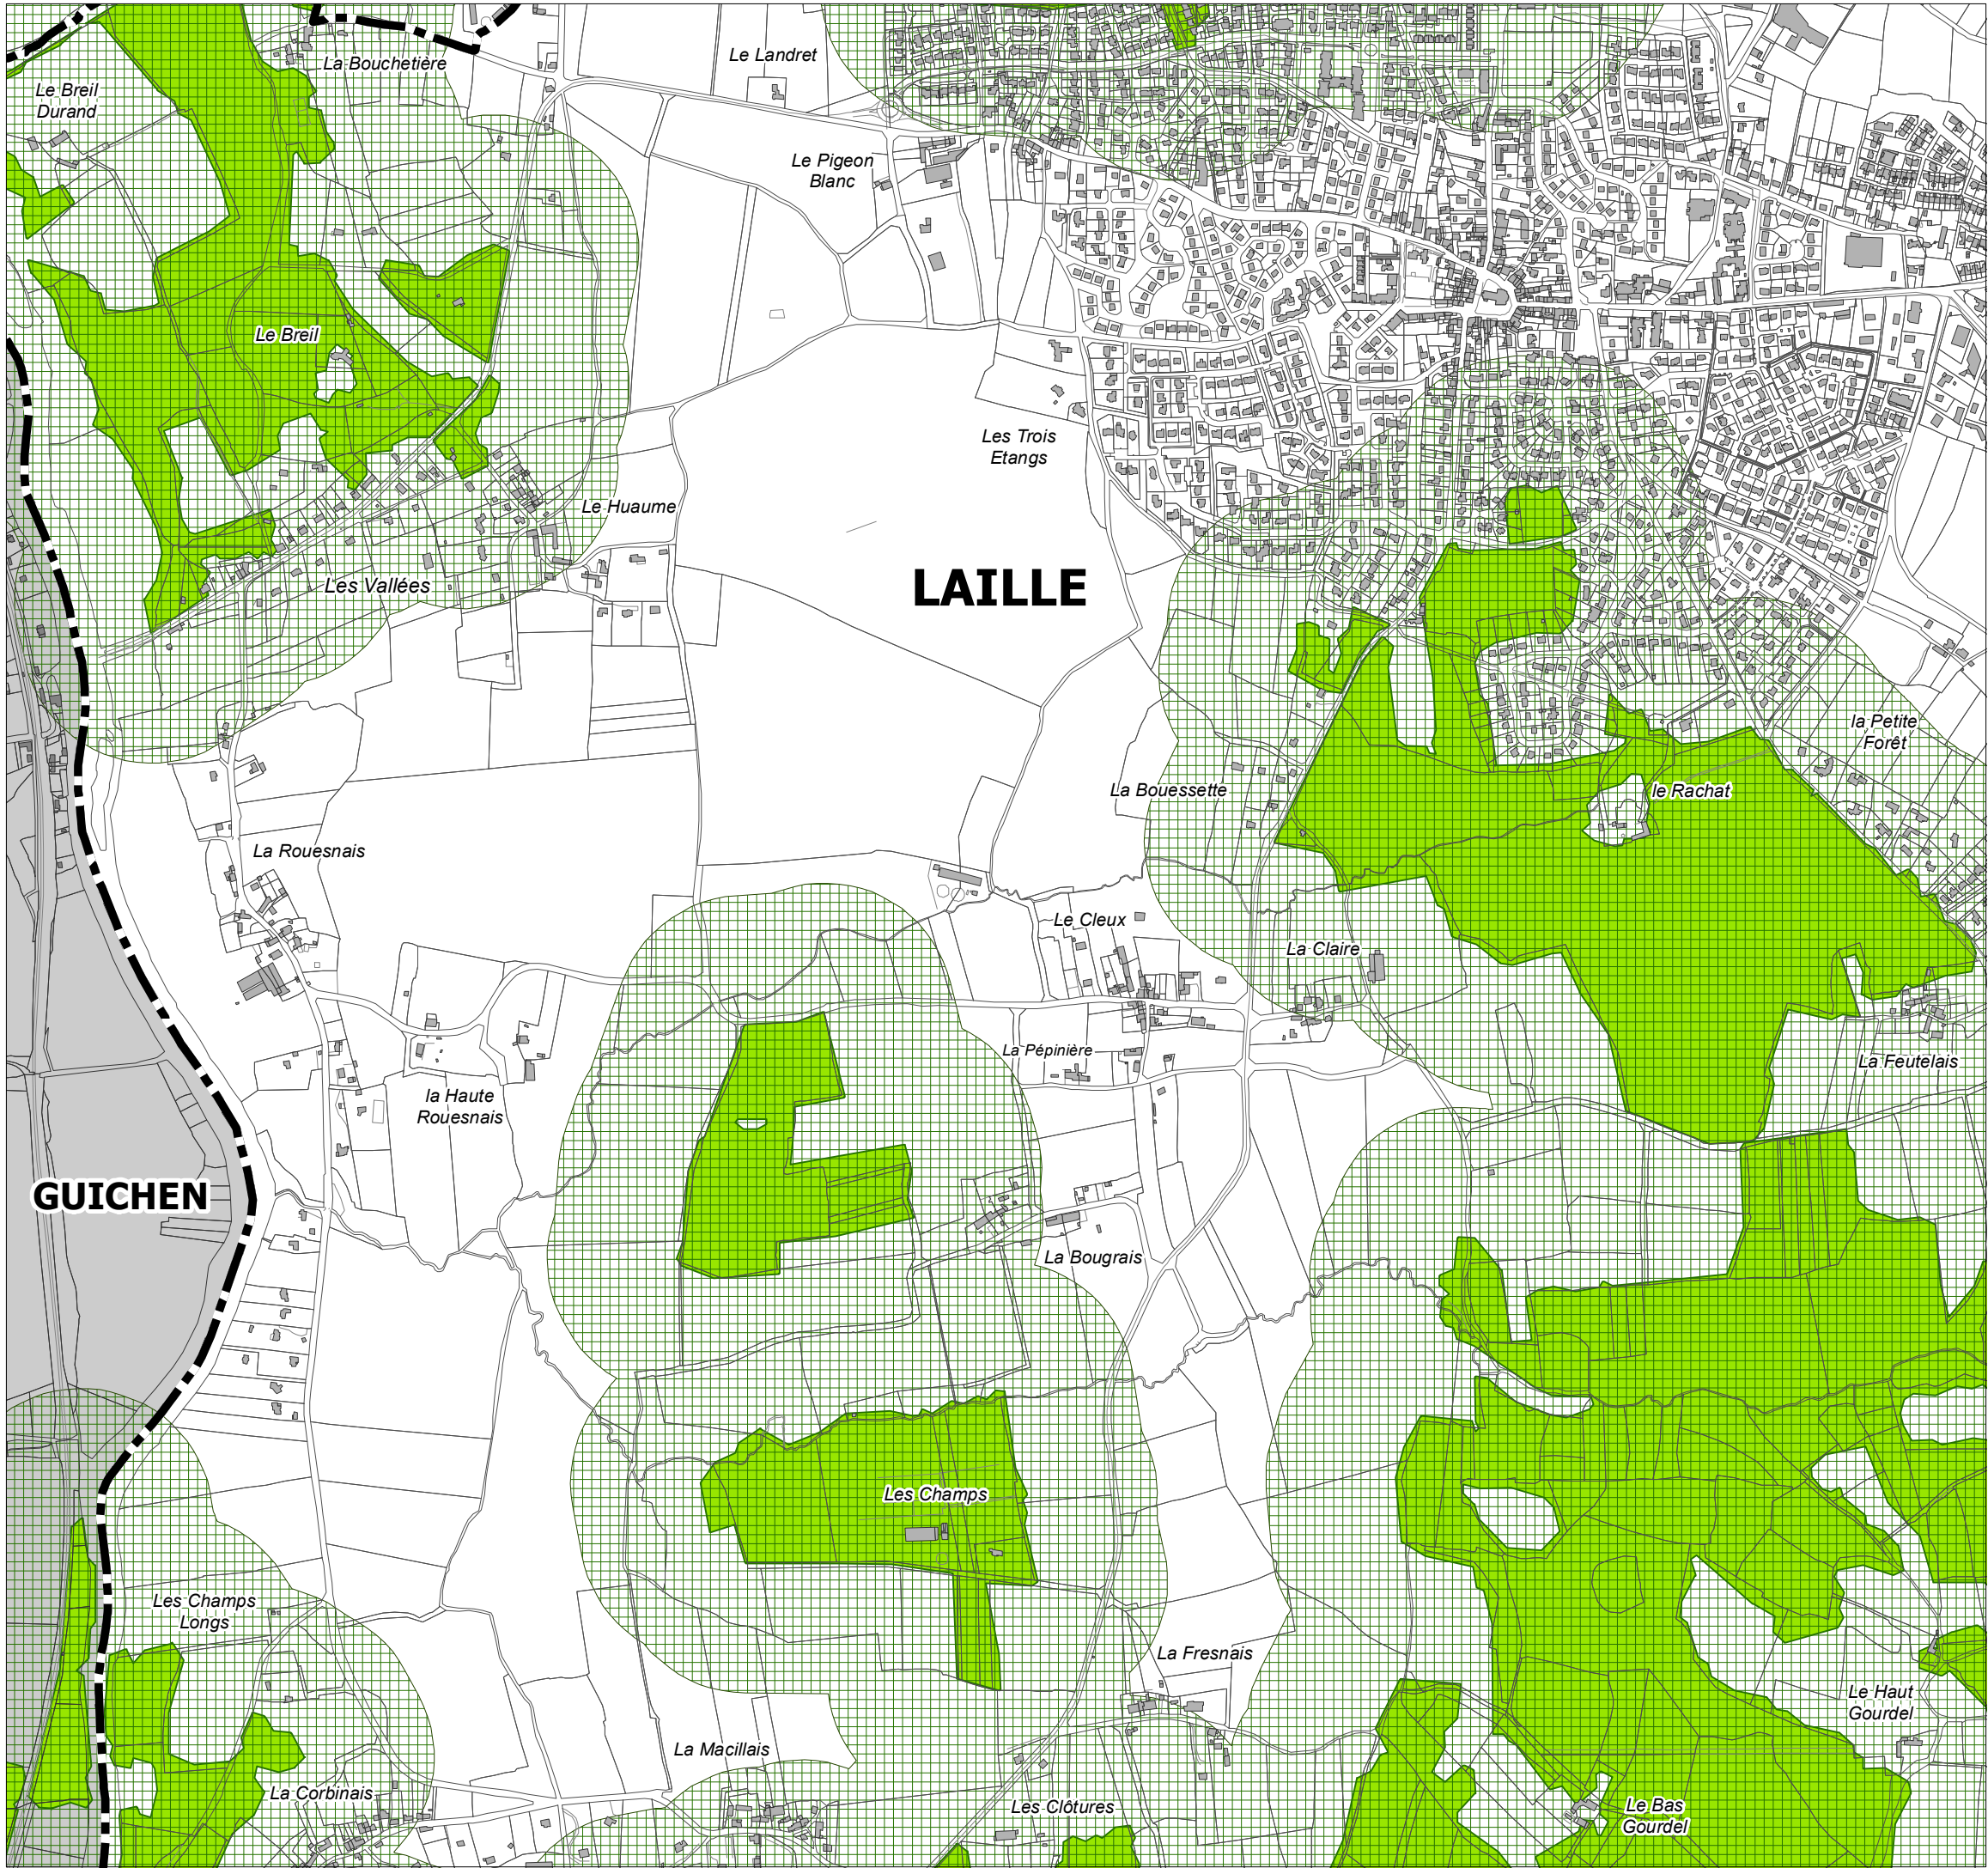 La Bouchetière
Le Landret
Le Breil
Durand
Le Pigeon
Blanc
Le Breil
Les Trois
Etangs
Le Huaume
Les Vallées
LAILLE
la Petite
Forêt
La Bouessette
le Rachat
La Rouesnais
Le Cleux
La Claire
La Pépinière
La Feutelais
la Haute
Rouesnais
GUICHEN
La Bougrais
Les Champs
Les Champs
Longs
La Fresnais
Le Haut
Gourdel
La Macillais
La Corbinais
Les Clôtures
Le Bas
Gourdel